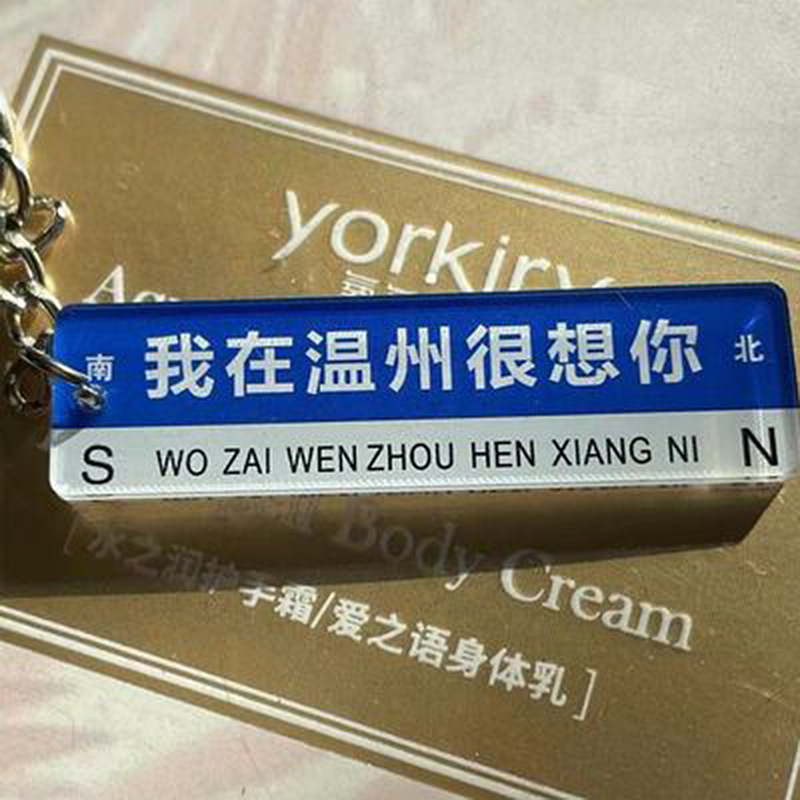 yorkiry
南 我在温州很想你 北
S WO ZAI WEN ZHOU HEN XIANG NI N
Body Cream
[水之润护手霜/爱之语身体乳]